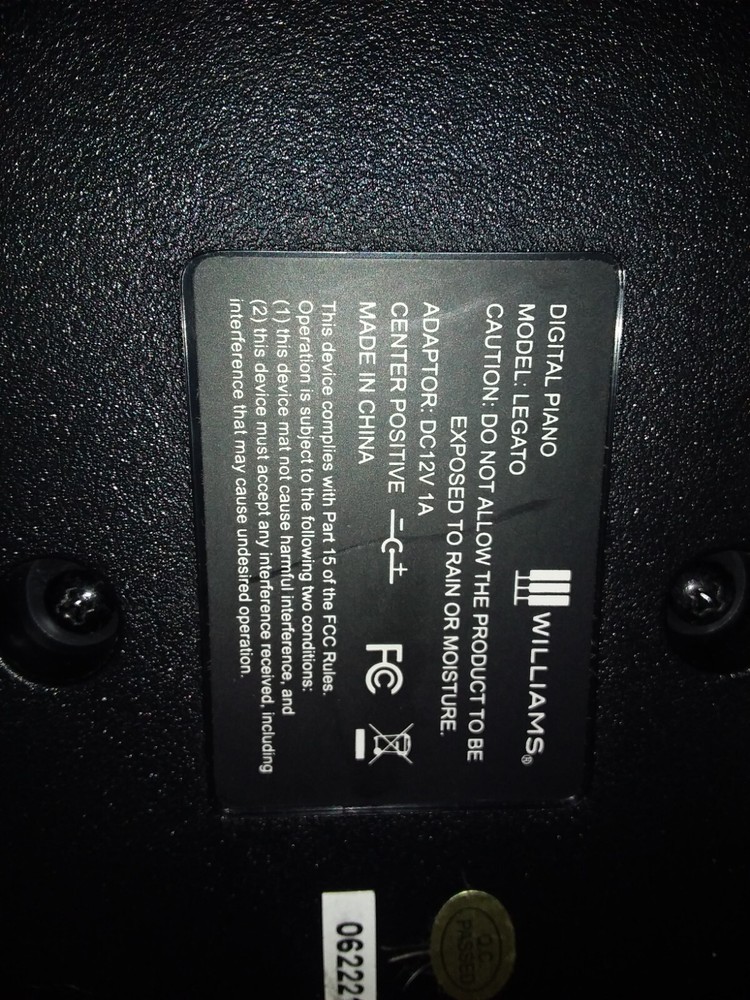 DIGITAL PIANO
WILLIAMS®
MODEL: LEGATO
CAUTION: DO NOT ALLOW THE PRODUCT TO BE
EXPOSED TO RAIN OR MOISTURE.
ADAPTOR: DC12V 1A
CENTER POSITIVE
FC
MADE IN CHINA
This device complies with Part 15 of the FCC Rules.
Operation is subject to the following two conditions:
(1) this device mat not cause harmful interference, and
(2) this device must accept any interference received, including
interference that may cause undesired operation.
Q.C.
PASSED